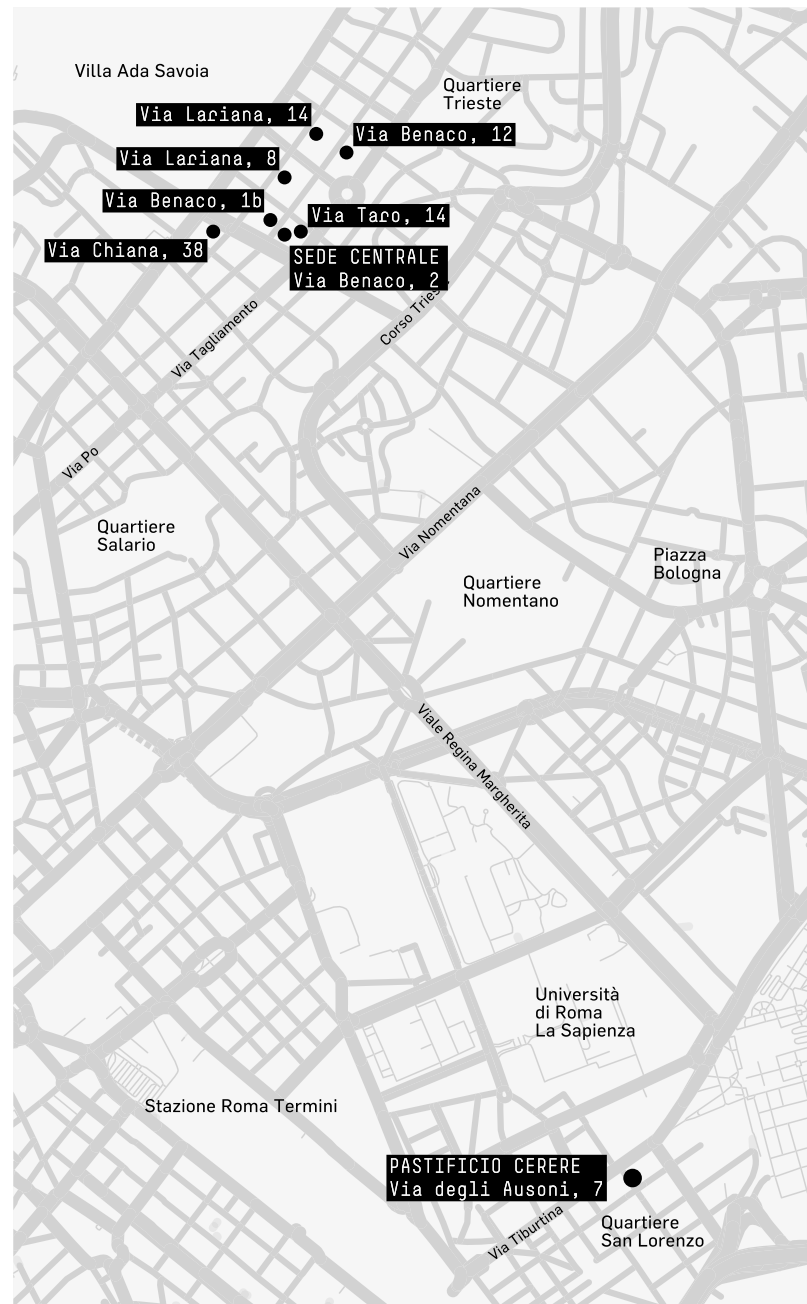 Villa Ada Savoia
Quartiere
Trieste
Via Lariana, 14
Via Benaco, 12
Via Lariana, 8
Via Benaco, 1b
Via Taro, 14
Via Chiana, 38
SEDE CENTRALE
Via Benaco, 2
Corso Trieste
Via Tagliamento
Via Po
Via Nomentana
Quartiere
Salario
Piazza
Bologna
Quartiere
Nomentano
Viale Regina Margherita
Università
di Roma
La Sapienza
Stazione Roma Termini
PASTIFICIO CERERE
Via degli Ausoni, 7
Via Tiburtina
Quartiere
San Lorenzo